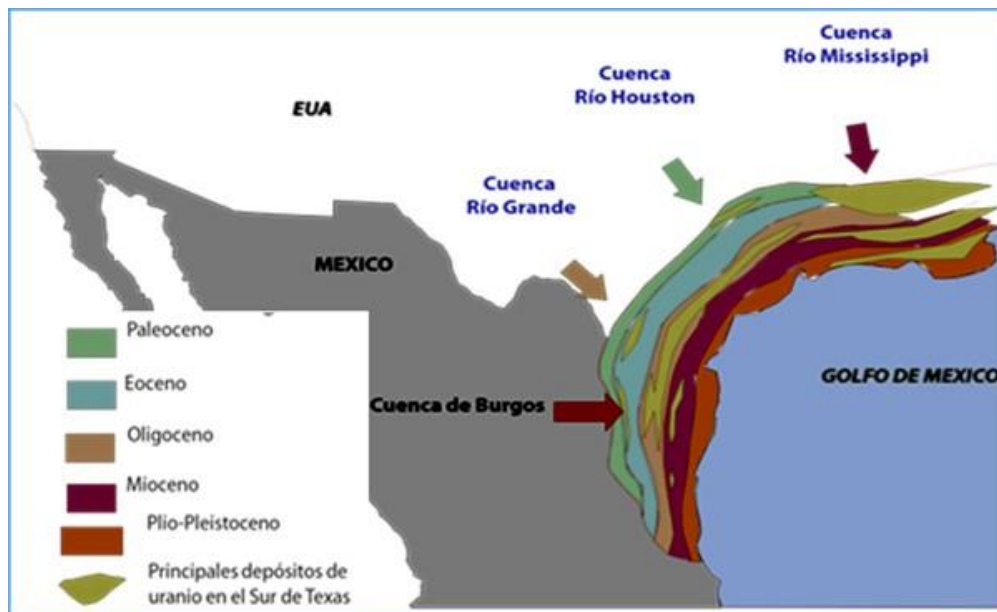 Cuenca
Río Mississippi
Cuenca
Río Houston
EUA
Cuenca
Río Grande
MEXICO
Paleoceno
GOLFO DE MEXICO
Eoceno
Cuenca de Burgos
Oligoceno
Mioceno
Plio-Pleistoceno
Principales depósitos de
uranio en el Sur de Texas